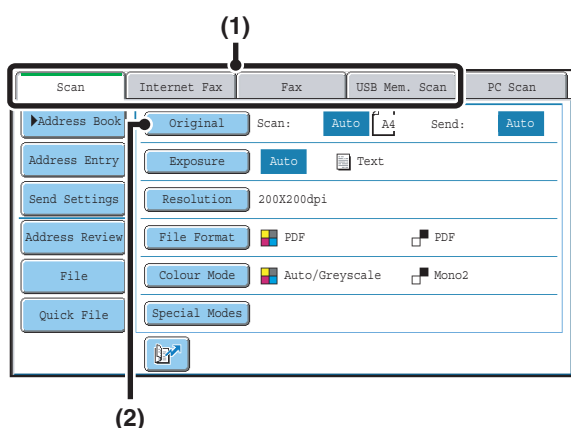 (1)
Scan Internet Fax Fax USB Mem. Scan PC Scan
Address Book Original Scan: Auto A4 Send: Auto
Address Entry Exposure Auto Text
Send Settings Resolution 200X200dpi
Address Review File Format PDF PDF
File Colour Mode Auto/Greyscale Mono2
Quick File Special Modes
(2)